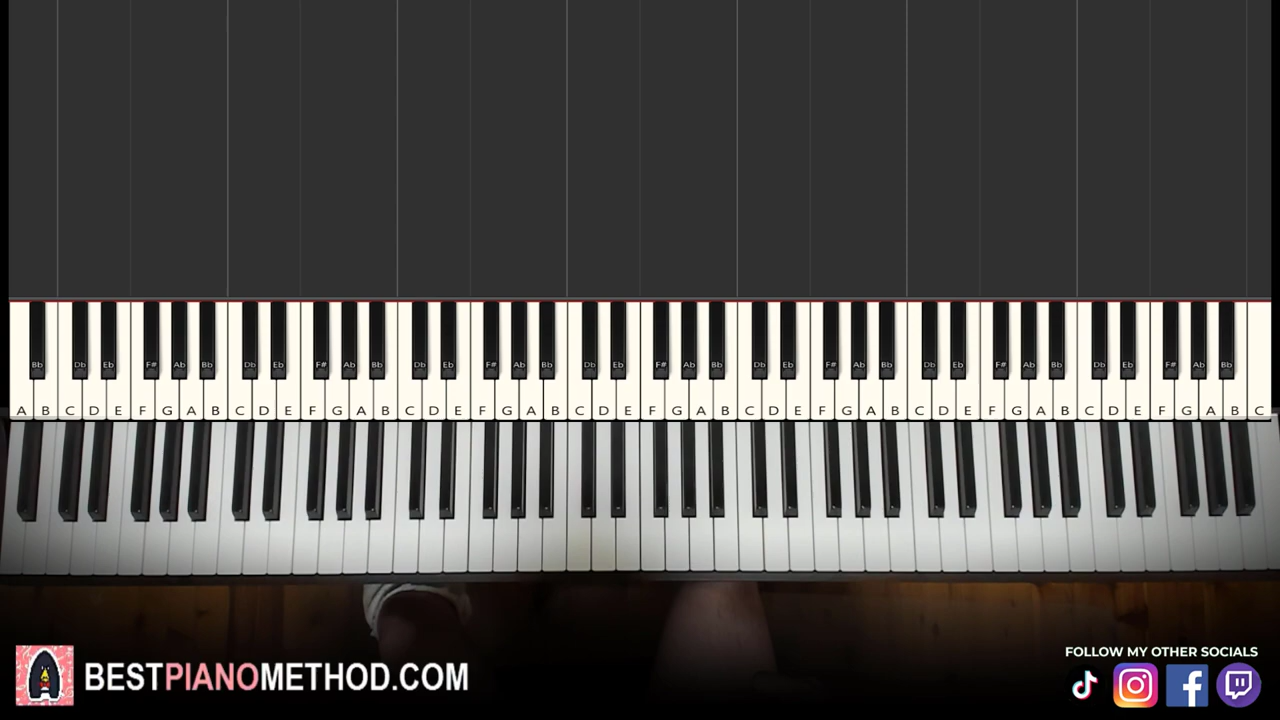 Bb Db Eb F# Ab Bb Db Eb F# Ab Bb Db Eb F# Ab Bb Db Eb F# Ab Bb Db Eb F# Ab Bb Db Eb F# Ab Bb Db Eb F# Ab Bb
A B C D E F G A B C D E F G A B C D E F G A B C D E F G A B C D E F G A B C D E F G A B C D E F G A B C
BESTPIANOMETHOD.COM
FOLLOW MY OTHER SOCIALS